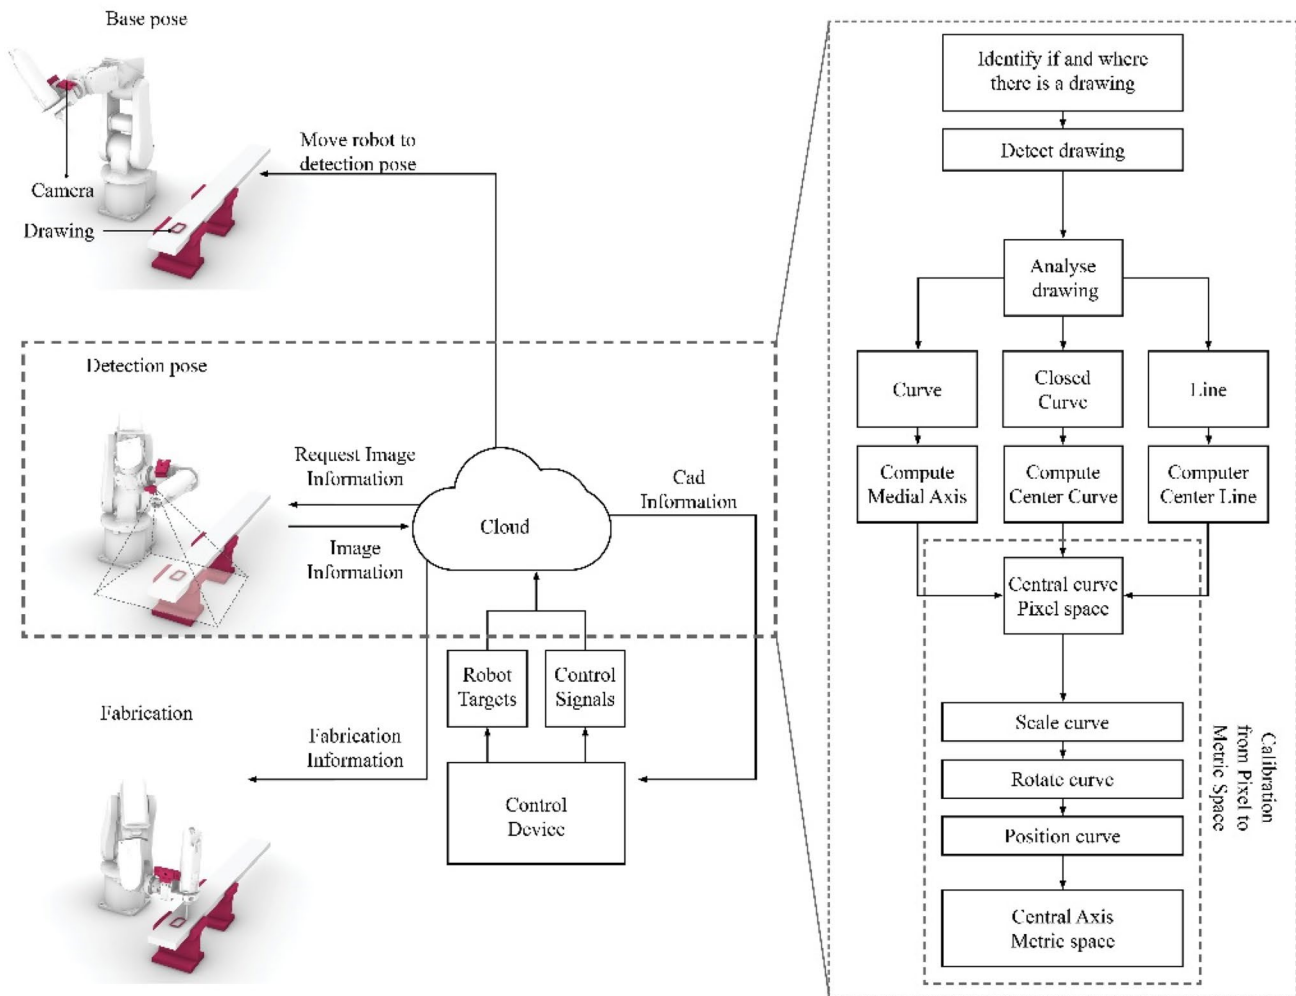 Base pose
Camera
Drawing
Move robot to
detection pose
Detection pose
Request Image
Information
Image
Information
Cloud
Cad
Information
Robot
Targets
Control
Signals
Control
Device
Fabrication
Fabrication
Information
Identify if and where
there is a drawing
Detect drawing
Analyse
drawing
Curve
Closed
Curve
Line
Compute
Medial Axis
Compute
Center Curve
Computer
Center Line
Central curve
Pixel space
Scale curve
Rotate curve
Position curve
Central Axis
Metric space
Calibration
from Pixel to
Metric Space